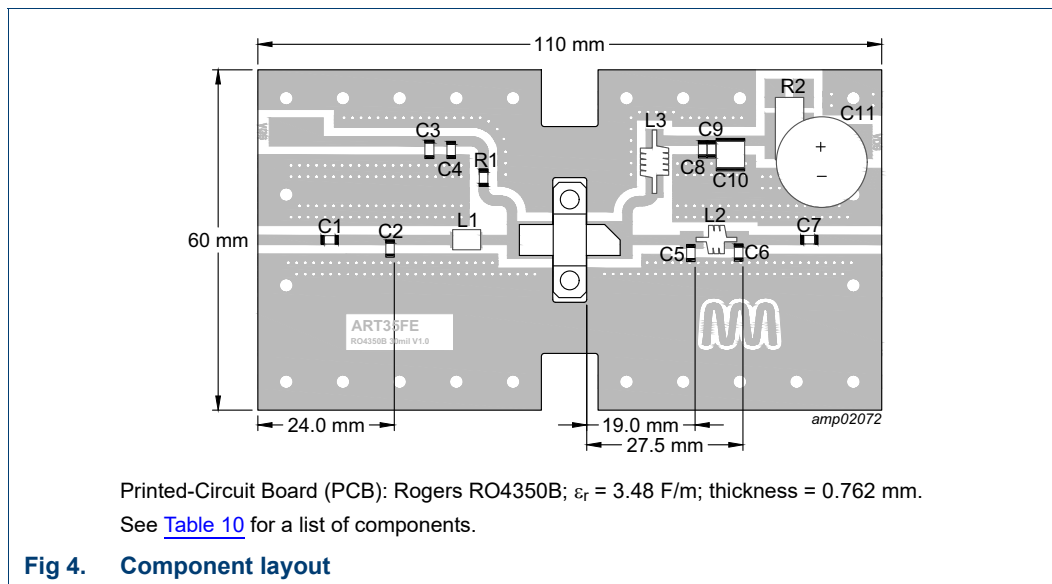 110 mm
R2
C11
L3
C9
C3
C4
R1
C8
C10
+
−
60 mm
C1
C2
L1
L2
C7
C5
C6
ART35FE
RO4350B 30mil V1.0
amp02072
24.0 mm
19.0 mm
27.5 mm
Printed-Circuit Board (PCB): Rogers RO4350B; εr = 3.48 F/m; thickness = 0.762 mm.
See Table 10 for a list of components.
Fig 4. Component layout